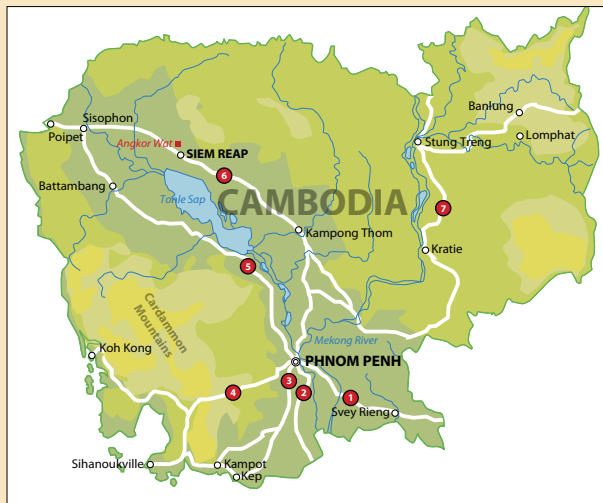 Banlung
Sisophon
Poipet
Angkor Wat
SIEM REAP
Stung Treng
Lomphat
Battambang
6
Tonle Sap
CAMBODIA
7
Kampong Thom
Kratie
5
Cardammon
Mountains
Mekong River
Koh Kong
PHNOM PENH
3
4
2
1
Svey Rieng
Sihanoukville
Kampot
Kep